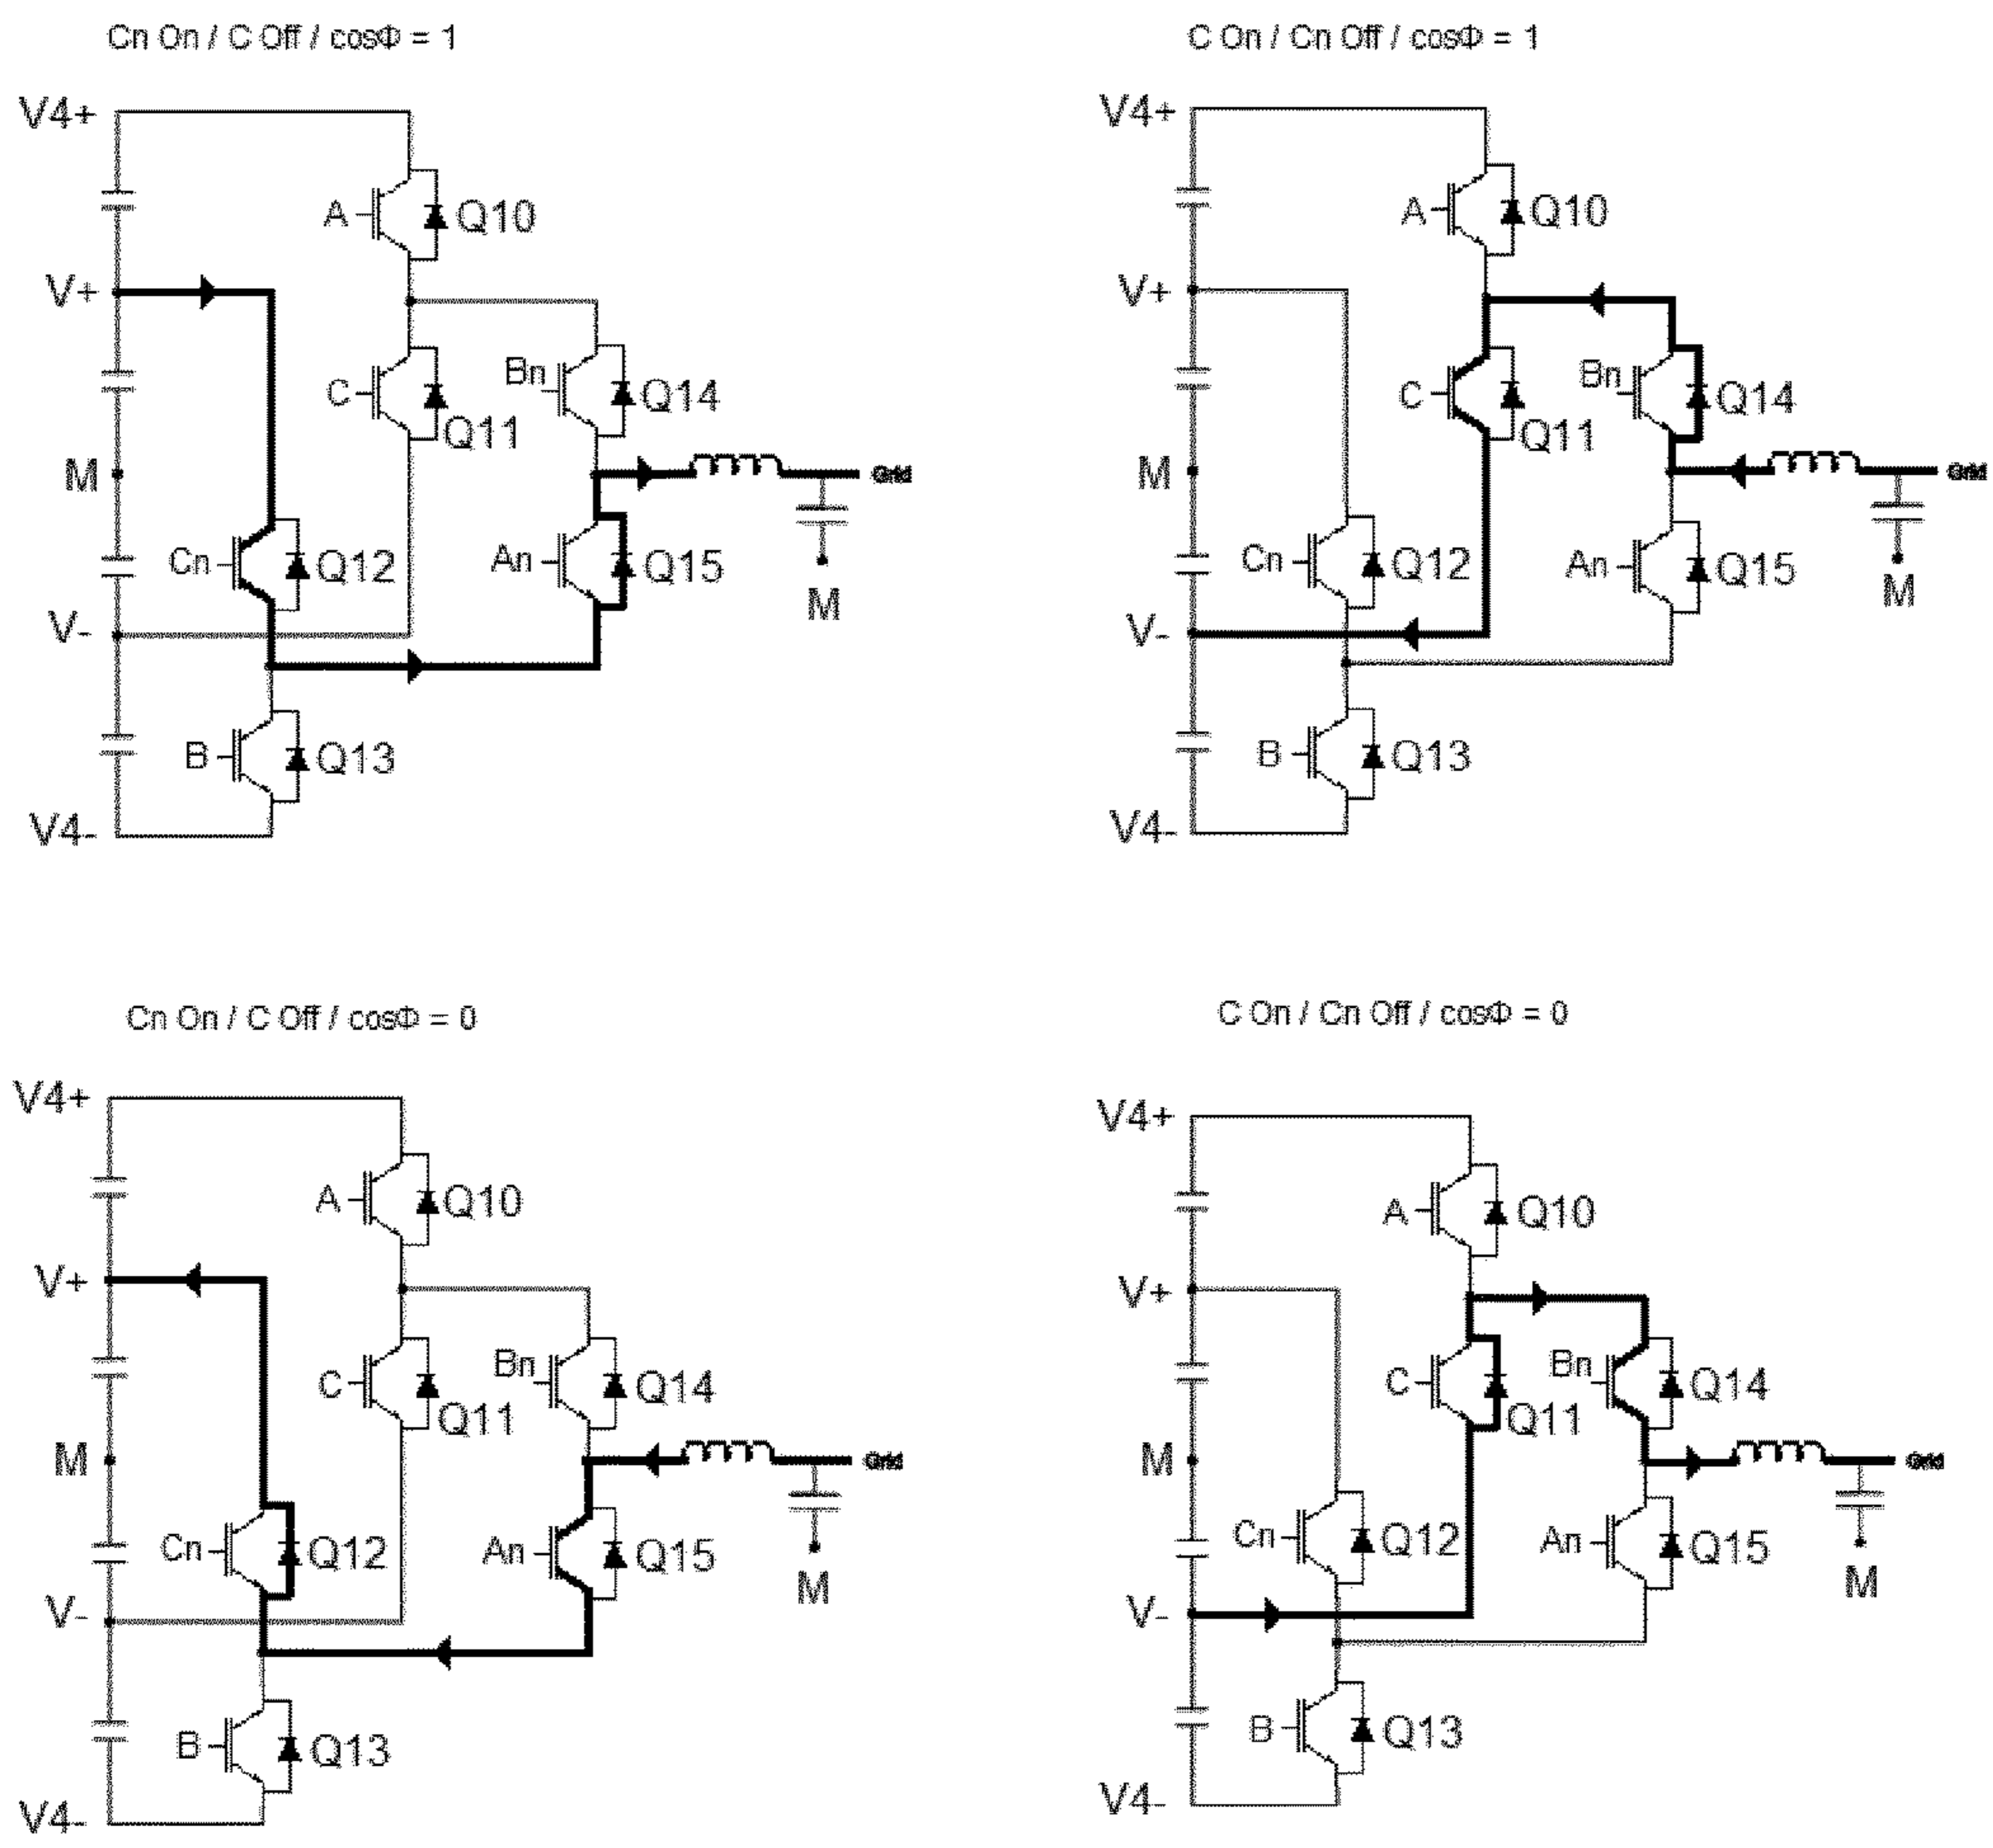 Cn On / C Off / cosΦ = 1
V4+
A
Q10
V+
C
Q11
Bn
Q14
M
Grid
Cn
Q12
An
Q15
M
V-
B
Q13
V4-
C On / Cn Off / cosΦ = 1
V4+
A
Q10
V+
C
Q11
Bn
Q14
M
Grid
Cn
Q12
An
Q15
M
V-
B
Q13
V4-
Cn On / C Off / cosΦ = 0
V4+
A
Q10
V+
C
Q11
Bn
Q14
M
Grid
Cn
Q12
An
Q15
M
V-
B
Q13
V4-
C On / Cn Off / cosΦ = 0
V4+
A
Q10
V+
C
Q11
Bn
Q14
M
Grid
Cn
Q12
An
Q15
M
V-
B
Q13
V4-